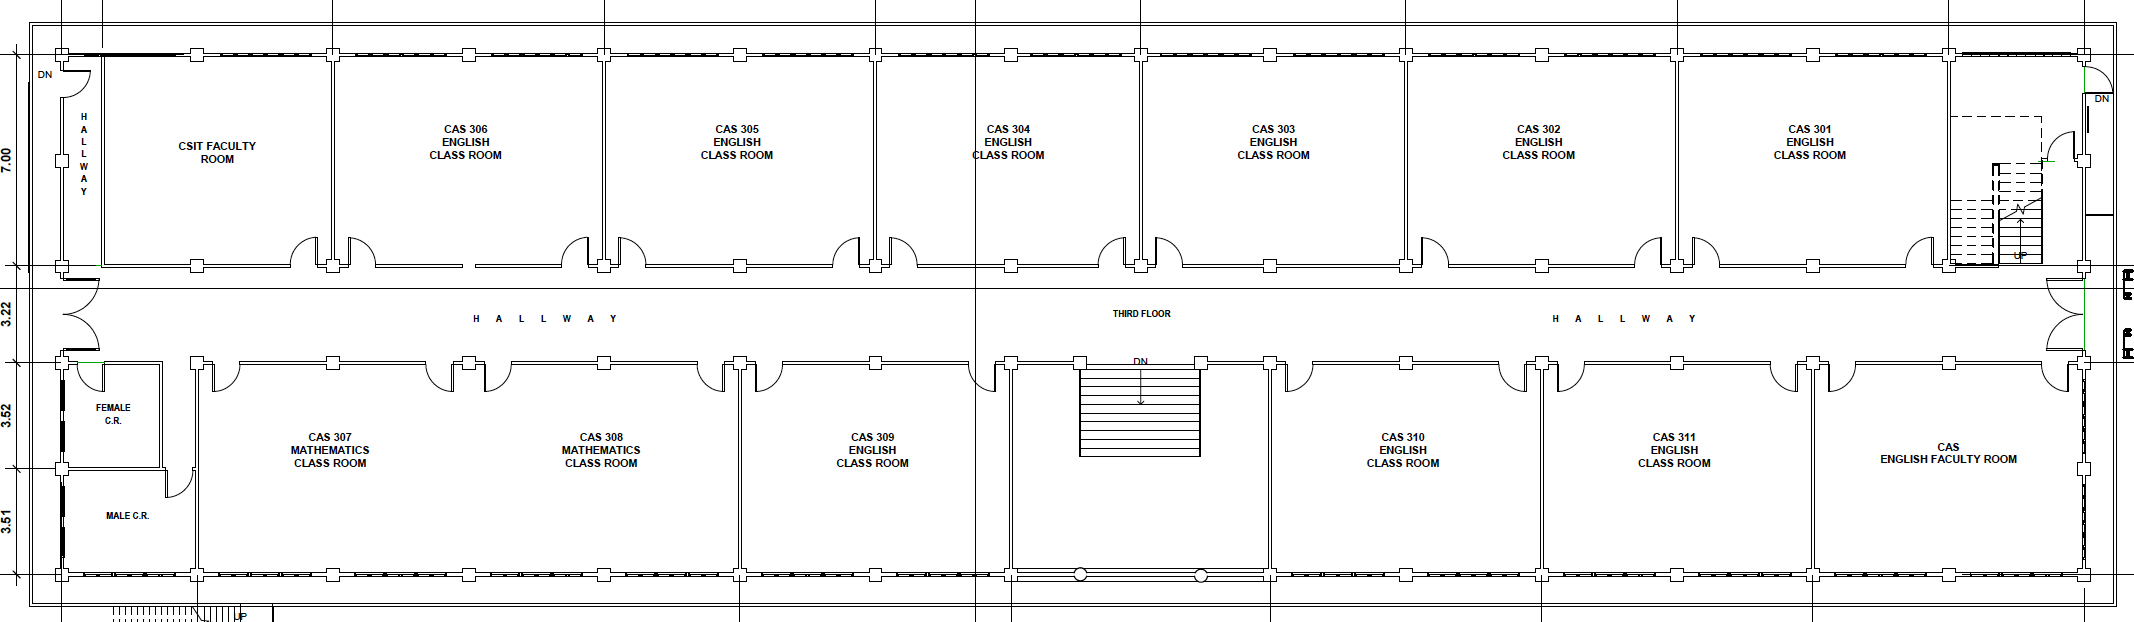 DN
DN
HALLWAY
CSIT FACULTY
ROOM
CAS 306
ENGLISH
CLASS ROOM
CAS 305
ENGLISH
CLASS ROOM
CAS 304
ENGLISH
CLASS ROOM
CAS 303
ENGLISH
CLASS ROOM
CAS 302
ENGLISH
CLASS ROOM
CAS 301
ENGLISH
CLASS ROOM
7.00
UP
3.22
H A L L W A Y
THIRD FLOOR
H A L L W A Y
DN
3.52
FEMALE
C.R.
CAS 307
MATHEMATICS
CLASS ROOM
CAS 308
MATHEMATICS
CLASS ROOM
CAS 309
ENGLISH
CLASS ROOM
CAS 310
ENGLISH
CLASS ROOM
CAS 311
ENGLISH
CLASS ROOM
CAS
ENGLISH FACULTY ROOM
3.51
MALE C.R.
UP